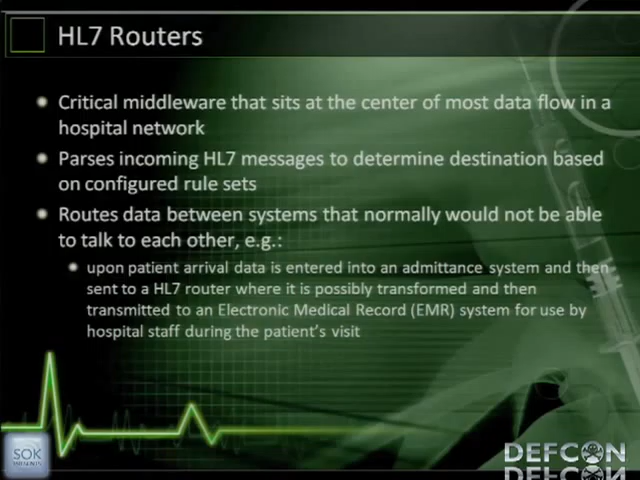 HL7 Routers
Critical middleware that sits at the center of most data flow in a
hospital network
Parses incoming HL7 messages to determine destination based
on configured rule sets
Routes data between systems that normally would not be able
to talk to each other, e.g.:
upon patient arrival data is entered into an admittance system and then
sent to a HL7 router where it is possibly transformed and then
transmitted to an Electronic Medical Record (EMR) system for use by
hospital staff during the patient's visit
SOK
DEFCON